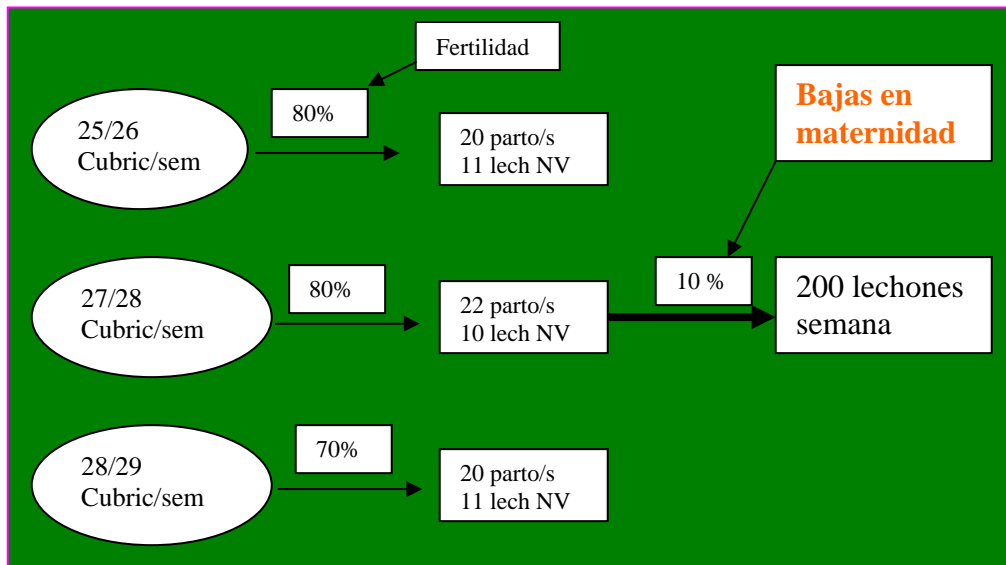 Fertilidad
Bajas en
maternidad
25/26
Cubric/sem
80%
20 parto/s
11 lech NV
27/28
Cubric/sem
80%
22 parto/s
10 lech NV
10 %
200 lechones
semana
28/29
Cubric/sem
70%
20 parto/s
11 lech NV